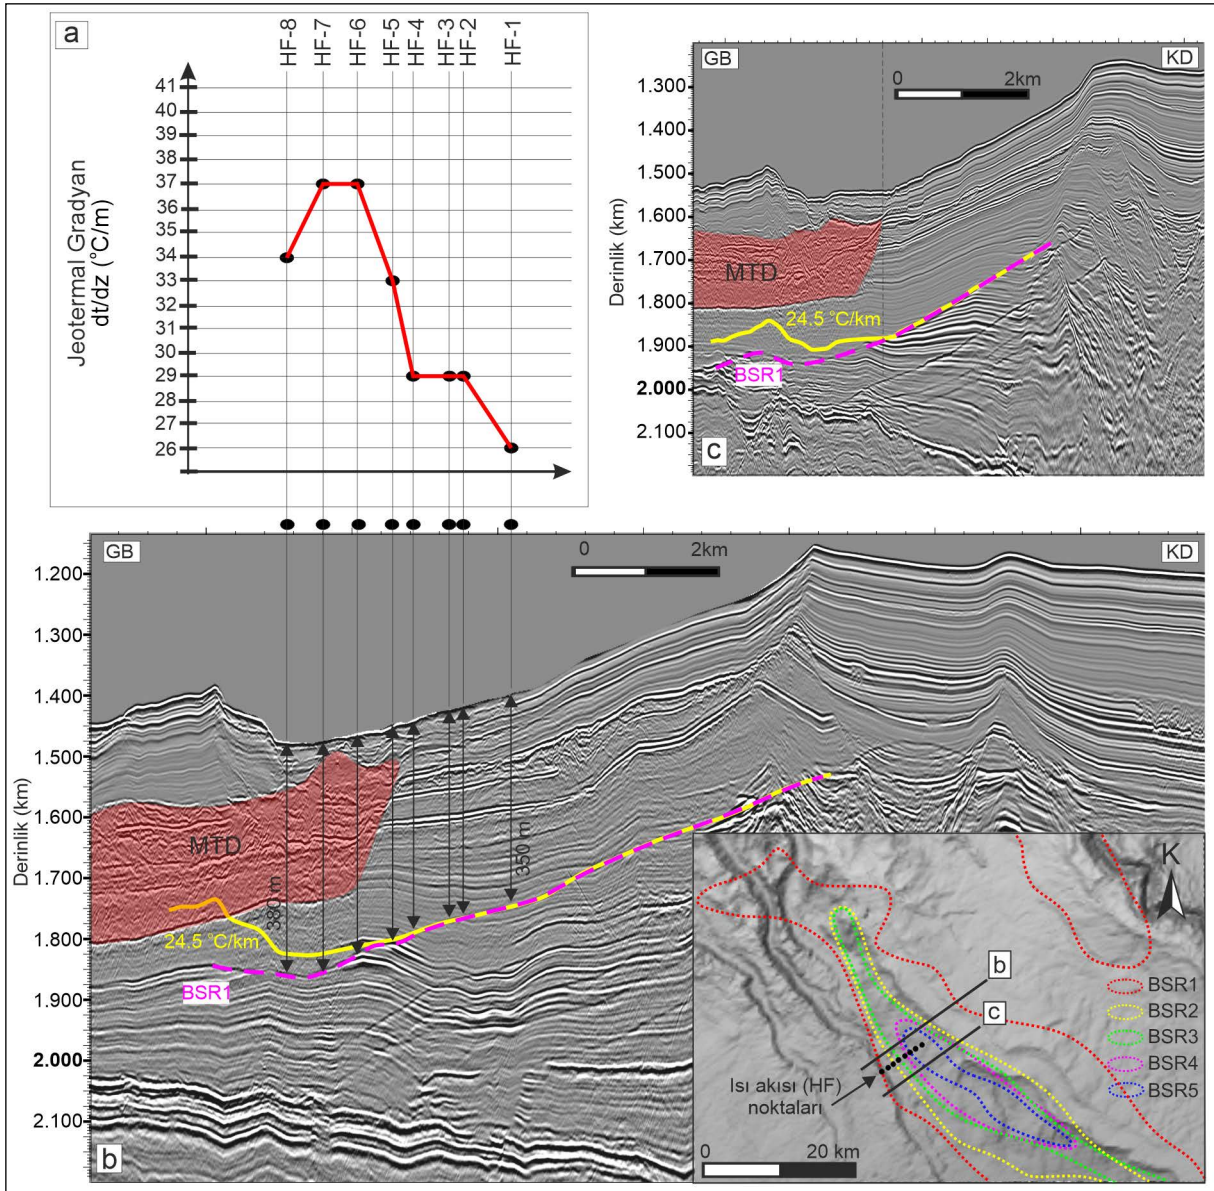 a
HF-8
HF-7
HF-6
HF-5
HF-4
HF-3
HF-2
HF-1
Jeotermal Gradyan
dt/dz (°C/m)
41
40
39
38
37
36
35
34
33
32
31
30
29
28
27
26
GB
KD
0 2km
Derinlik (km)
1.300
1.400
1.500
1.600
1.700
1.800
1.900
2.000
2.100
MTD
24.5 °C/km
BSR1
c
GB
KD
0 2km
Derinlik (km)
1.200
1.300
1.400
1.500
1.600
1.700
1.800
1.900
2.000
2.100
MTD
380 m
350 m
24.5 °C/km
BSR1
b
K
b
c
BSR1
BSR2
BSR3
BSR4
BSR5
Isı akısı (HF)
noktaları
0 20 km